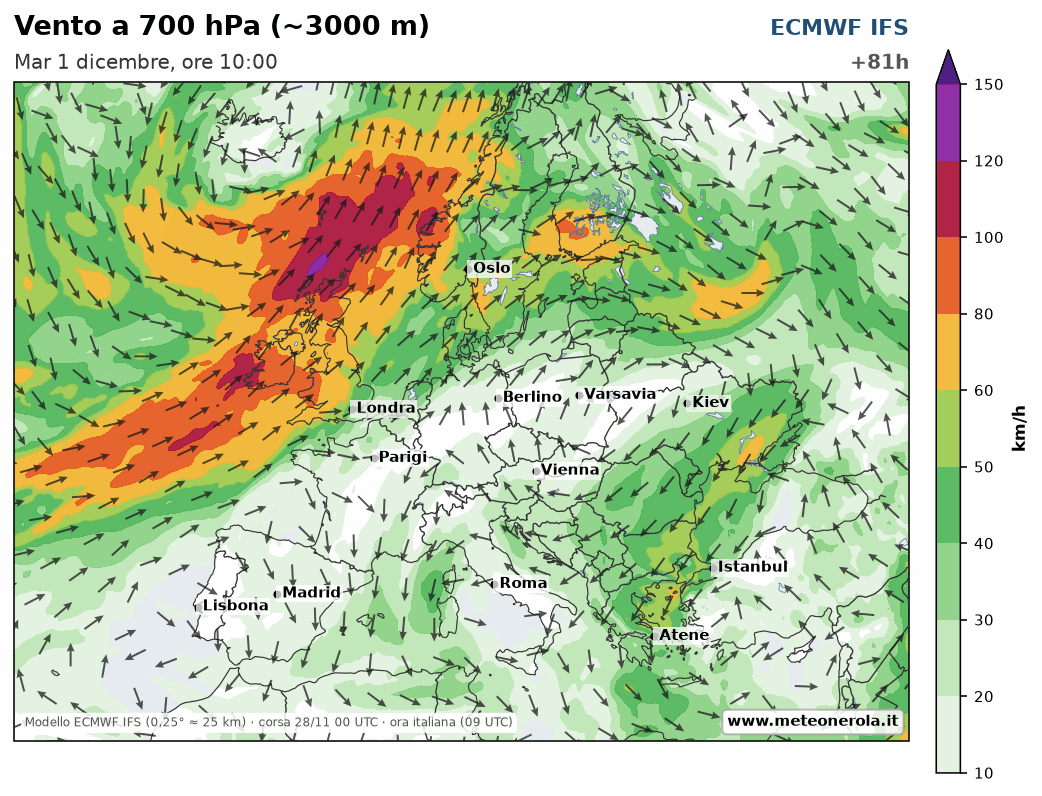 Vento a 700 hPa (~3000 m)
ECMWF IFS
Mar 1 dicembre, ore 10:00
+81h
150
120
100
80
60
50
40
30
20
10
km/h
Oslo
Londra
Berlino
Varsavia
Kiev
Parigi
Vienna
Istanbul
Roma
Madrid
Lisbona
Atene
Modello ECMWF IFS (0,25° ≈ 25 km) · corsa 28/11 00 UTC · ora italiana (09 UTC)
www.meteonerola.it